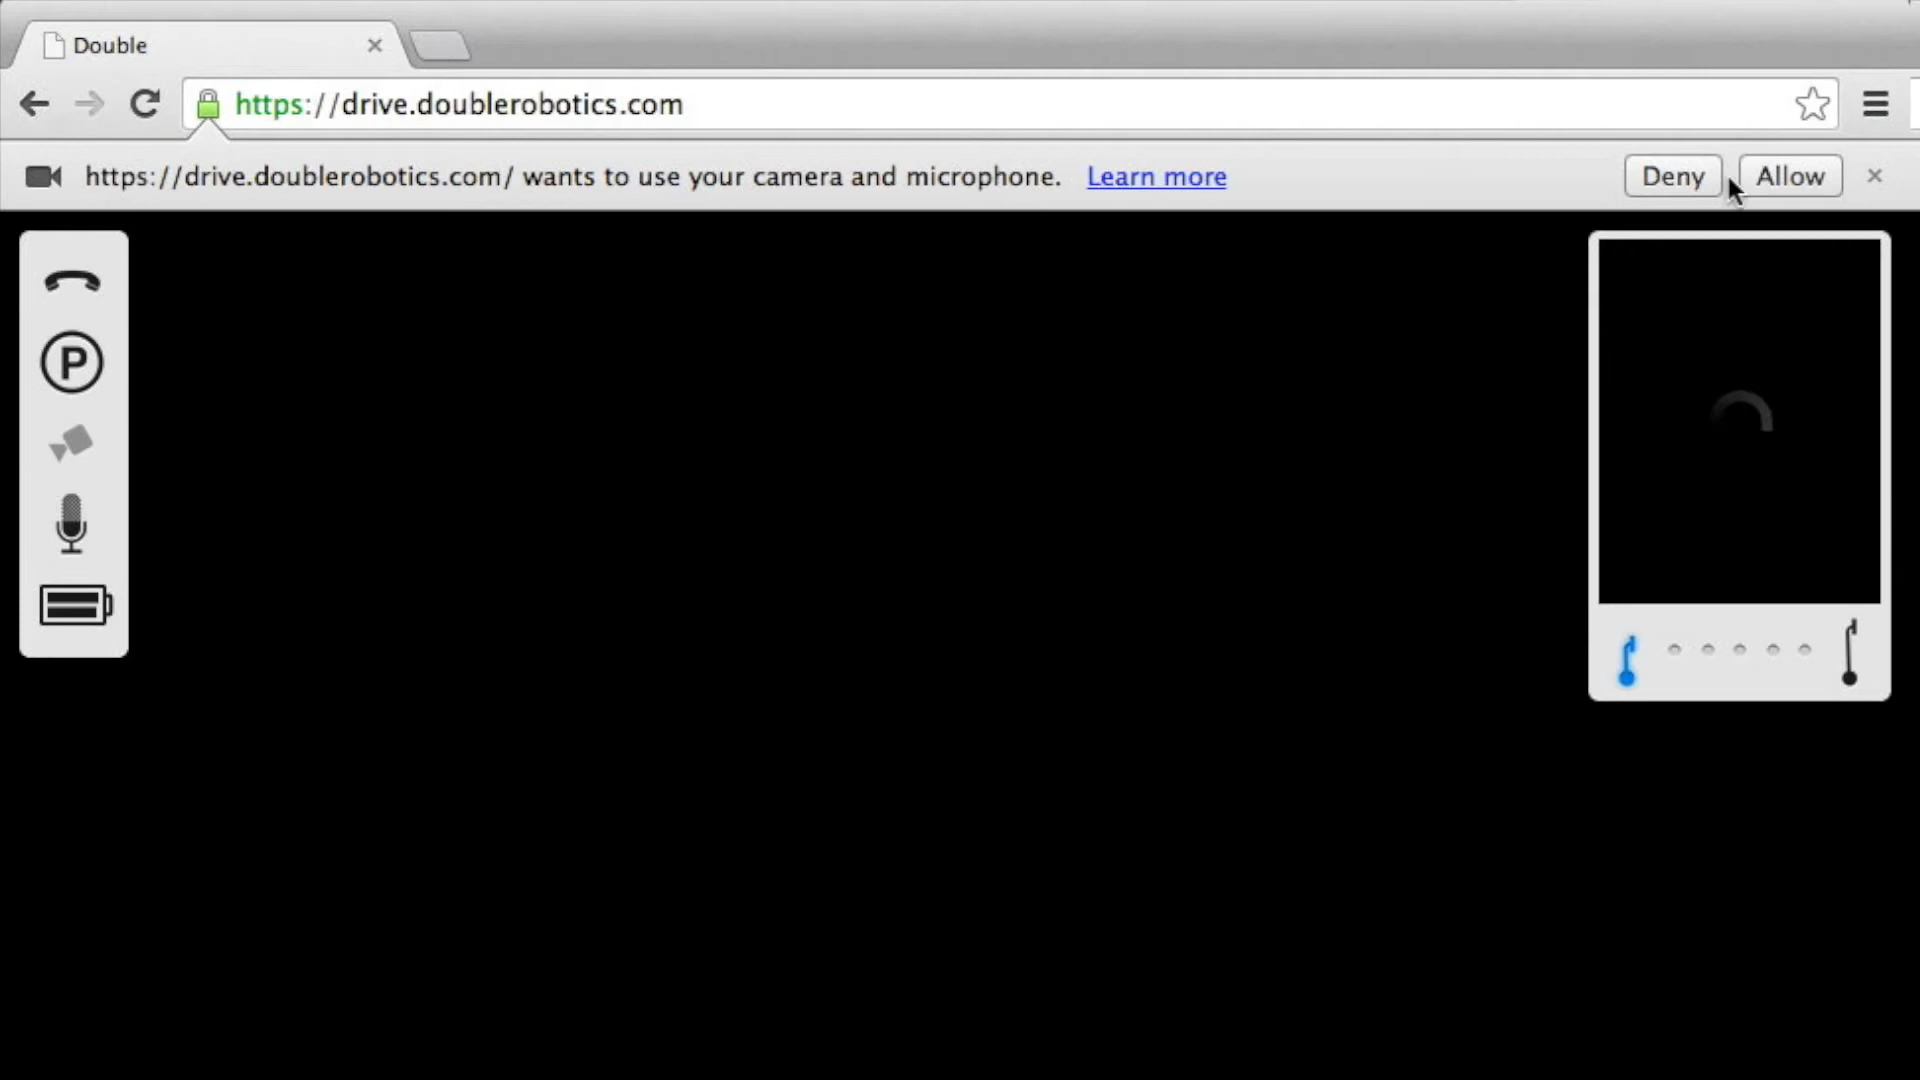 Double
https://drive.doublerobotics.com
https://drive.doublerobotics.com/ wants to use your camera and microphone. Learn more Deny Allow
P